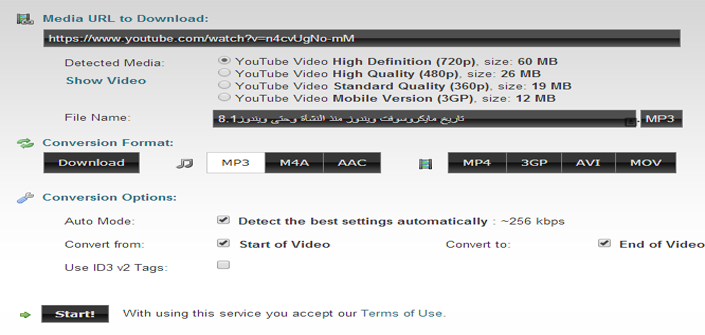 Media URL to Download:
https://www.youtube.com/watch?v=n4cvUgNo-mM
Detected Media: YouTube Video High Definition (720p), size: 60 MB
Show Video YouTube Video High Quality (480p), size: 26 MB
YouTube Video Standard Quality (360p), size: 19 MB
YouTube Video Mobile Version (3GP), size: 12 MB
File Name: تاريخ مايكروسوفت ويندوز منذ النشأة وحتى ويندوز8.1 .MP3
Conversion Format:
Download MP3 M4A AAC MP4 3GP AVI MOV
Conversion Options:
Auto Mode: Detect the best settings automatically : ~256 kbps
Convert from: Start of Video Convert to: End of Video
Use ID3 v2 Tags:
Start! With using this service you accept our Terms of Use.